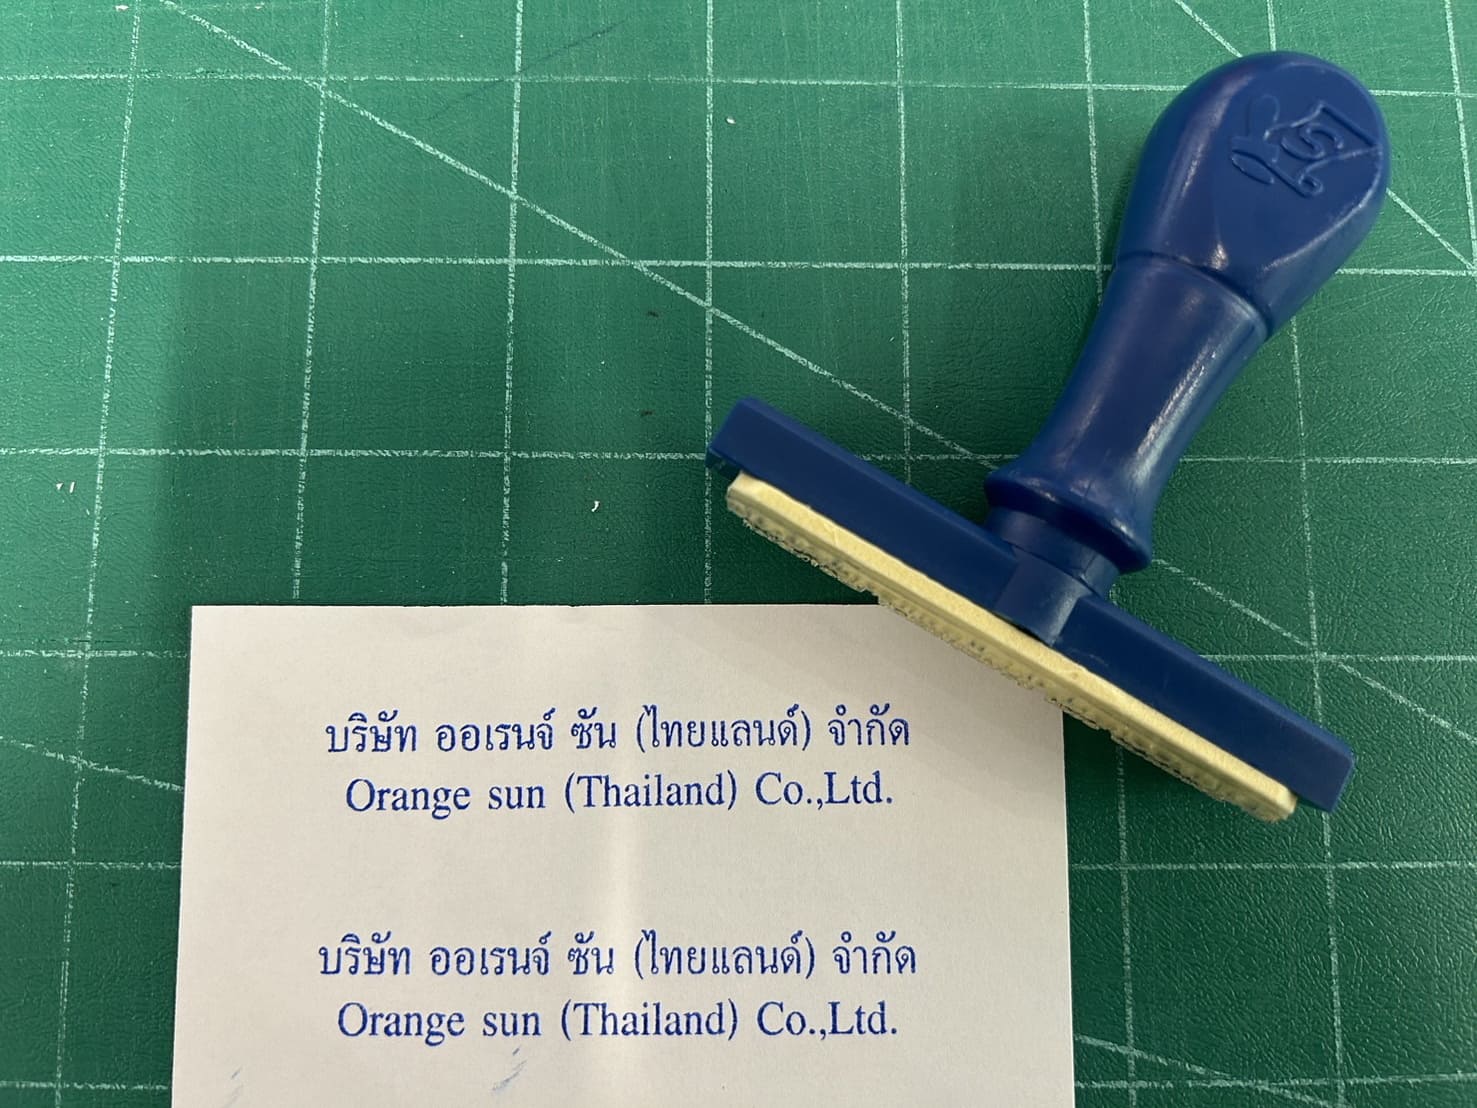 บริษัท ออเรนจ์ ซัน (ไทยแลนด์) จำกัด
Orange sun (Thailand) Co.,Ltd.
บริษัท ออเรนจ์ ซัน (ไทยแลนด์) จำกัด
Orange sun (Thailand) Co.,Ltd.